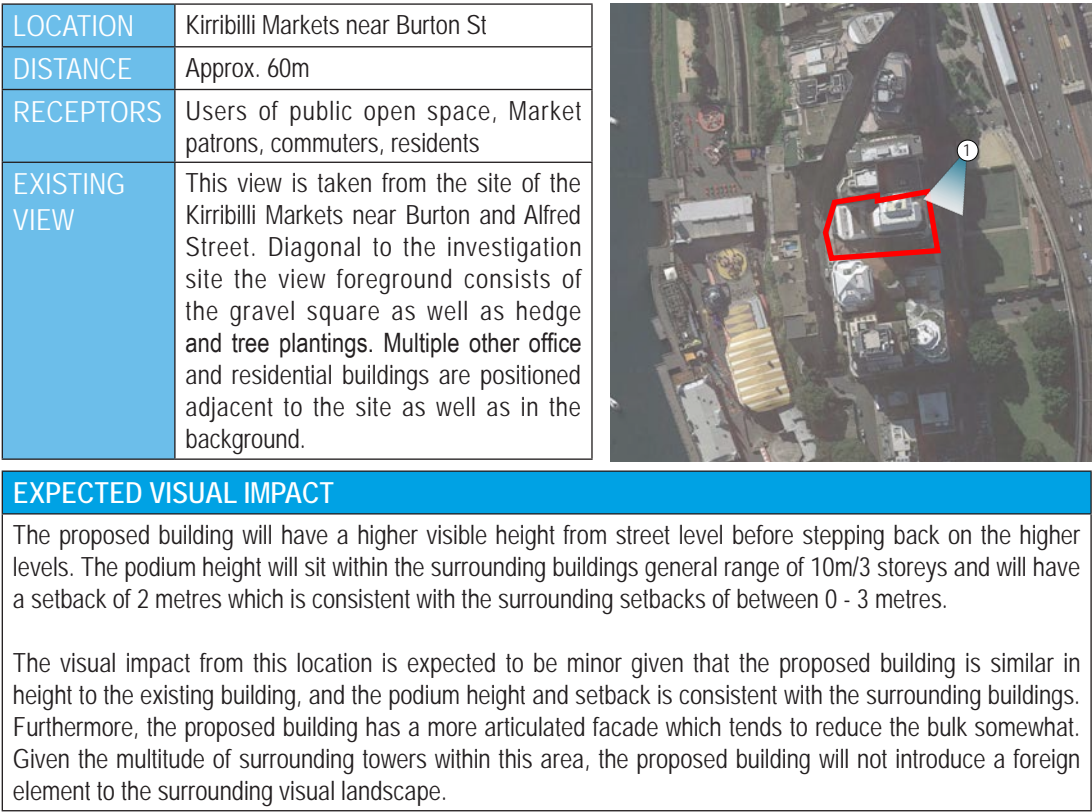 LOCATION Kirribilli Markets near Burton St
DISTANCE Approx. 60m
RECEPTORS Users of public open space, Market
patrons, commuters, residents
EXISTING This view is taken from the site of the
VIEW Kirribilli Markets near Burton and Alfred
Street. Diagonal to the investigation
site the view foreground consists of
the gravel square as well as hedge
and tree plantings. Multiple other office
and residential buildings are positioned
adjacent to the site as well as in the
background.
1
EXPECTED VISUAL IMPACT
The proposed building will have a higher visible height from street level before stepping back on the higher
levels. The podium height will sit within the surrounding buildings general range of 10m/3 storeys and will have
a setback of 2 metres which is consistent with the surrounding setbacks of between 0 - 3 metres.
The visual impact from this location is expected to be minor given that the proposed building is similar in
height to the existing building, and the podium height and setback is consistent with the surrounding buildings.
Furthermore, the proposed building has a more articulated facade which tends to reduce the bulk somewhat.
Given the multitude of surrounding towers within this area, the proposed building will not introduce a foreign
element to the surrounding visual landscape.